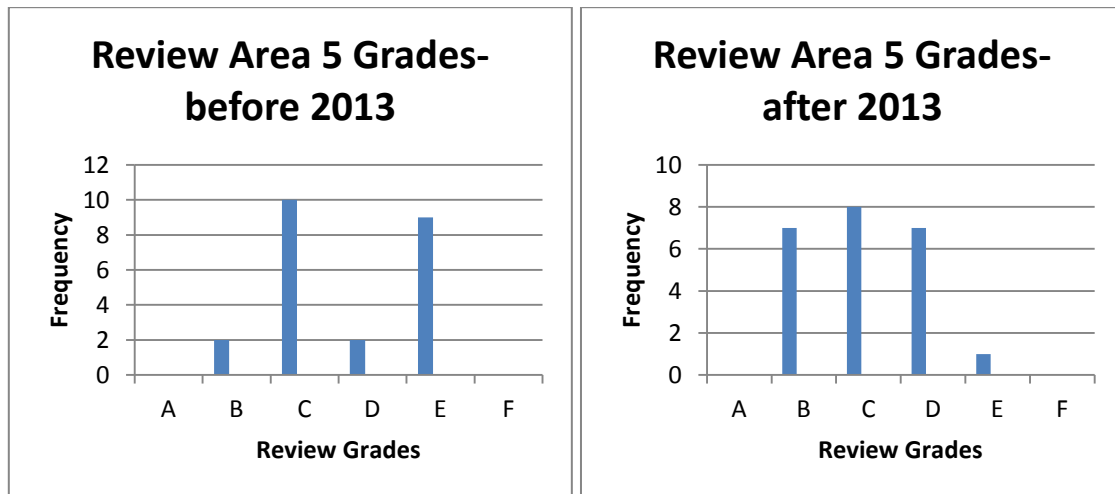 Review Area 5 Grades-
before 2013
12
10
8
6
4
2
0
Frequency
A B C D E F
Review Grades
Review Area 5 Grades-
after 2013
10
8
6
4
2
0
Frequency
A B C D E F
Review Grades